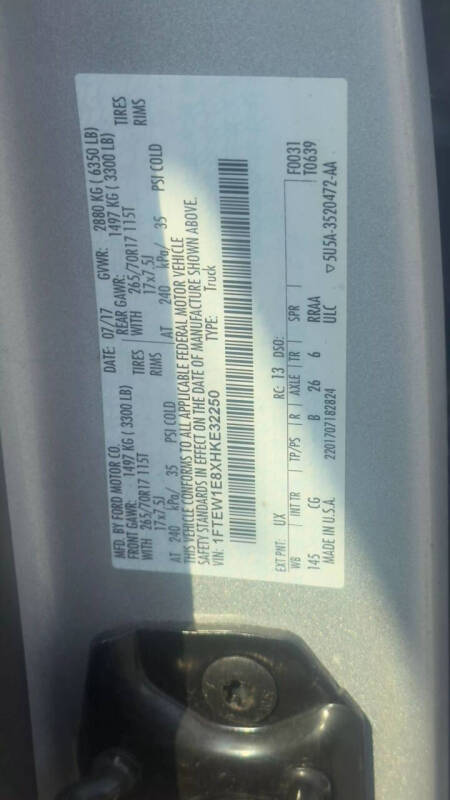 MFD. BY FORD MOTOR CO.
DATE: 07/17 GVWR: 2880 KG ( 6350 LB)
FRONT GAWR: 1497 KG ( 3300 LB) REAR GAWR: 1497 KG ( 3300 LB)
WITH 265/70R17 115T TIRES WITH 265/70R17 115T TIRES
17x7.5J RIMS 17x7.5J RIMS
AT 240 kPa/ 35 PSI COLD AT 240 kPa/ 35 PSI COLD
THIS VEHICLE CONFORMS TO ALL APPLICABLE FEDERAL MOTOR VEHICLE
SAFETY STANDARDS IN EFFECT ON THE DATE OF MANUFACTURE SHOWN ABOVE.
VIN: 1FTEW1E8XHKE32250 TYPE: Truck
F0031
T0639
EXT PNT: UX RC: 13 DSO:
WB INT TR TP/PS R AXLE TR SPR
145 CG B 26 6 RRAA
ULC
MADE IN U.S.A. 2201707182824 ▽5U5A-3520472-AA